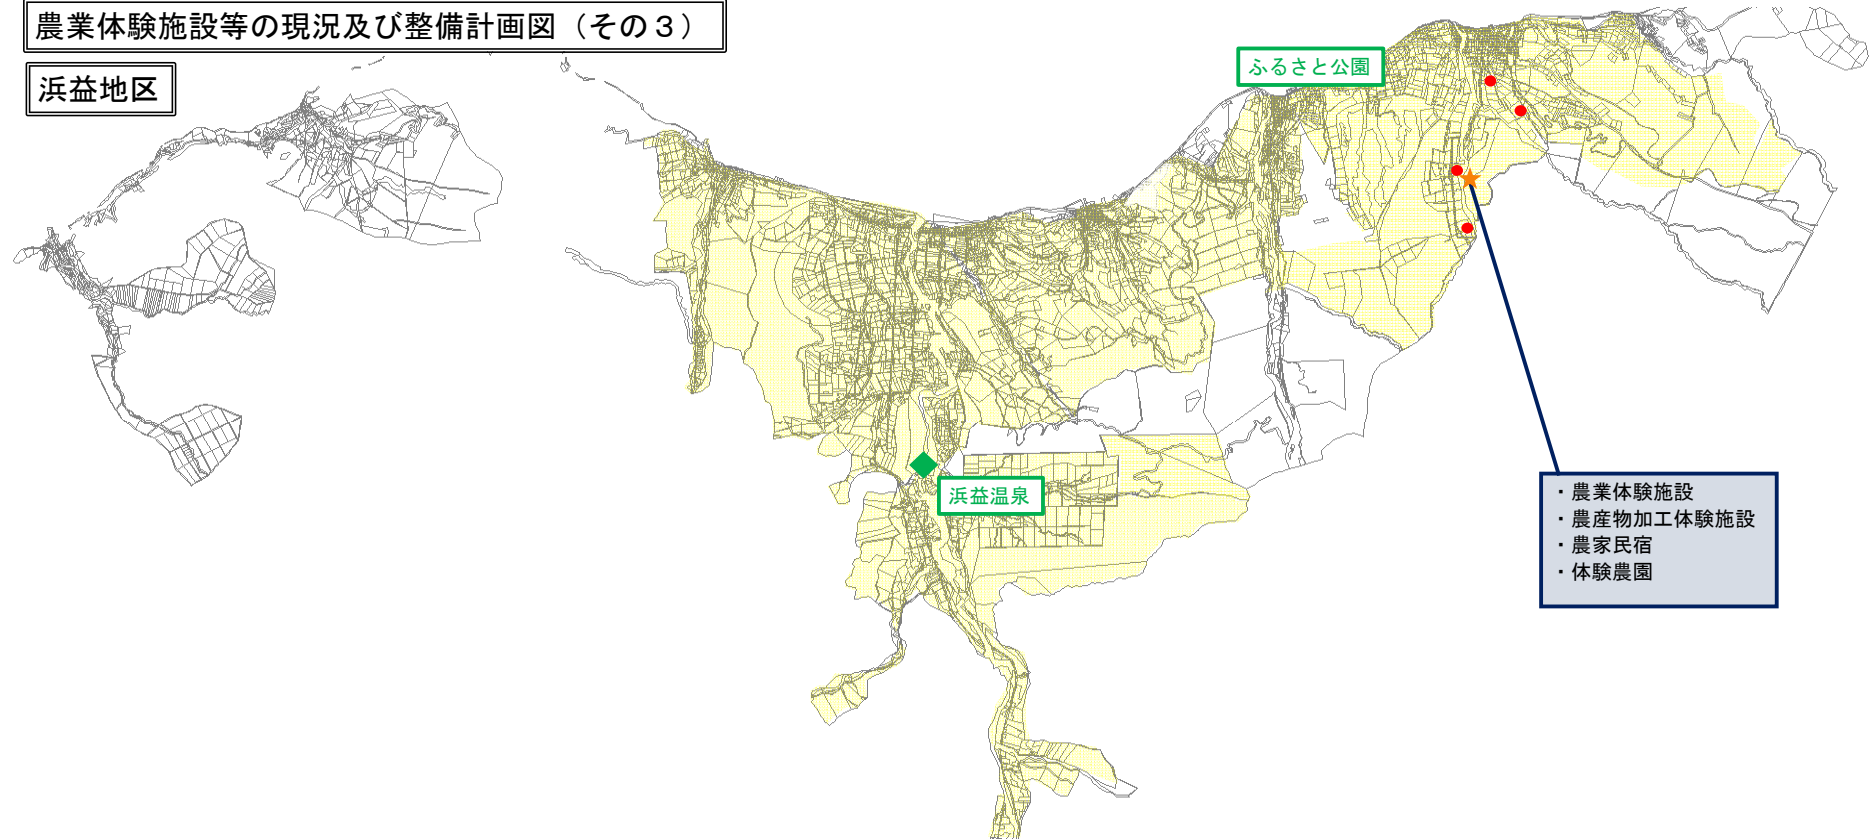 農業体験施設等の現況及び整備計画図（その３）
浜益地区
ふるさと公園
浜益温泉
・農業体験施設
・農産物加工体験施設
・農家民宿
・体験農園